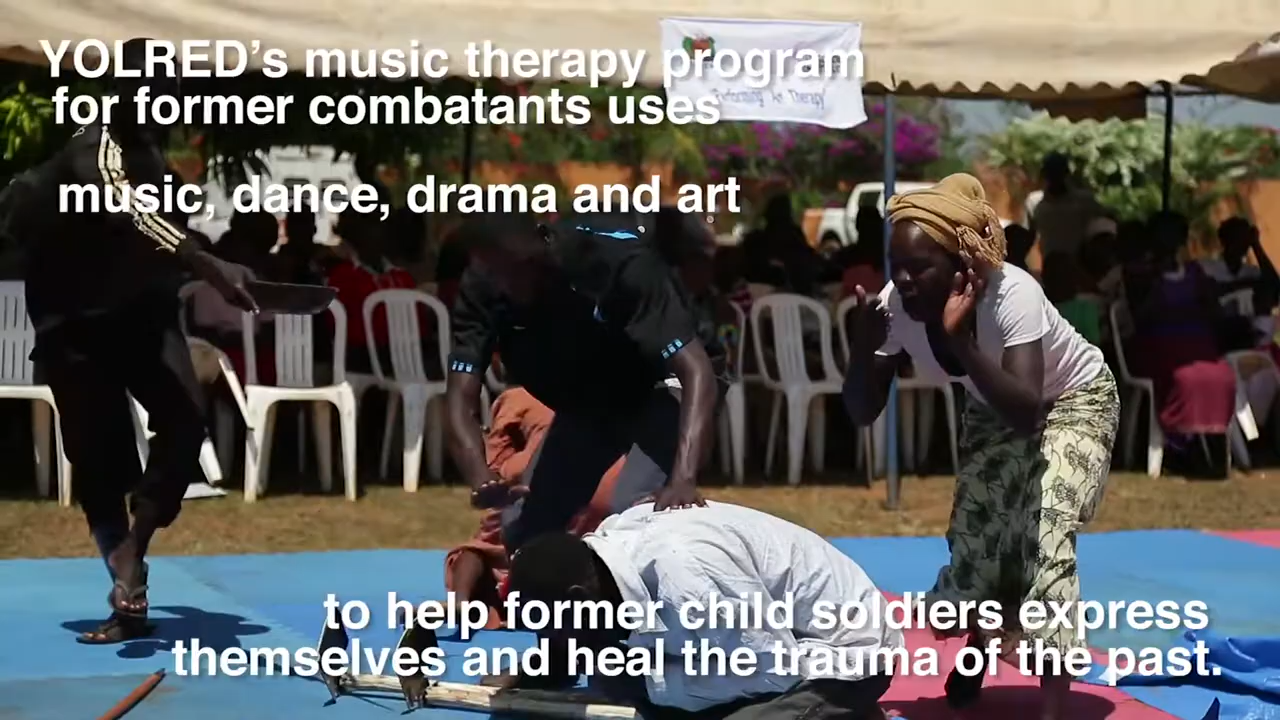 YOLRED's music therapy program
for former combatants uses
music, dance, drama and art
Therapy
to help former child soldiers express
themselves and heal the trauma of the past.